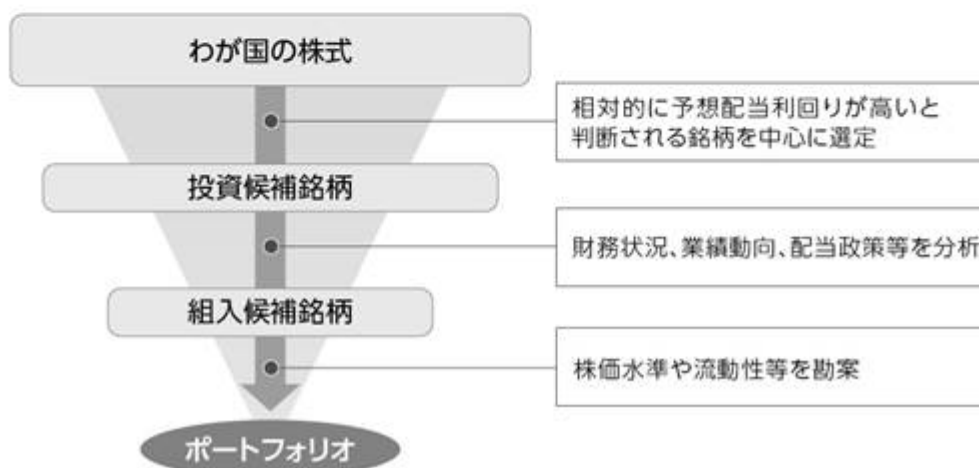 わが国の株式
相対的に予想配当利回りが高いと
判断される銘柄を中心に選定
投資候補銘柄
財務状況、業績動向、配当政策等を分析
組入候補銘柄
株価水準や流動性等を勘案
ポートフォリオ